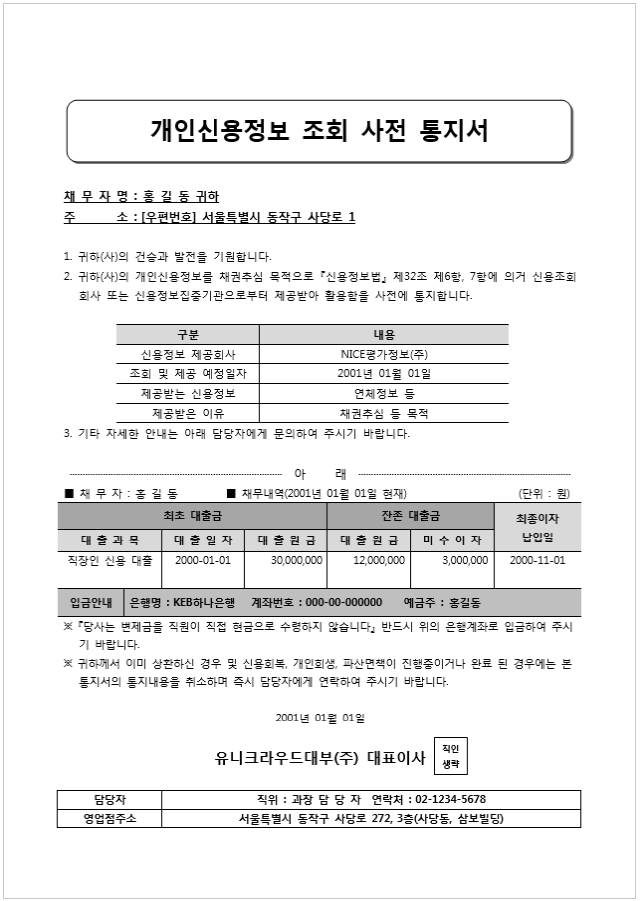 개인신용정보 조회 사전 통지서
채 무 자 명 : 홍 길 동 귀하
주 소 : [우편번호] 서울특별시 동작구 사당로 1
1. 귀하(사)의 건승과 발전을 기원합니다.
2. 귀하(사)의 개인신용정보를 채권추심 목적으로 『신용정보법』 제32조 제6항, 7항에 의거 신용조회
회사 또는 신용정보집중기관으로부터 제공받아 활용함을 사전에 통지합니다.
구분 내용
신용정보 제공회사 NICE평가정보(주)
조회 및 제공 예정일자 2001년 01월 01일
제공받는 신용정보 연체정보 등
제공받은 이유 채권추심 등 목적
3. 기타 자세한 안내는 아래 담당자에게 문의하여 주시기 바랍니다.
아 래
■ 채 무 자 : 홍 길 동 ■ 채무내역(2001년 01월 01일 현재) (단위 : 원)
최초 대출금 잔존 대출금 최종이자
납입일
대 출 과 목 대 출 일 자 대 출 원 금 대 출 원 금 미 수 이 자
직장인 신용 대출 2000-01-01 30,000,000 12,000,000 3,000,000 2000-11-01
입금안내 은행명 : KEB하나은행 계좌번호 : 000-00-000000 예금주 : 홍길동
※『당사는 변제금을 직원이 직접 현금으로 수령하지 않습니다』 반드시 위의 은행계좌로 입금하여 주시
기 바랍니다.
※ 귀하께서 이미 상환하신 경우 및 신용회복, 개인회생, 파산면책이 진행중이거나 완료 된 경우에는 본
통지서의 통지내용을 취소하며 즉시 담당자에게 연락하여 주시기 바랍니다.
2001년 01월 01일
유니크라우드대부(주) 대표이사 직인
생략
담당자 직위 : 과장 담 당 자 연락처 : 02-1234-5678
영업점주소 서울특별시 동작구 사당로 272, 3층(사당동, 삼보빌딩)